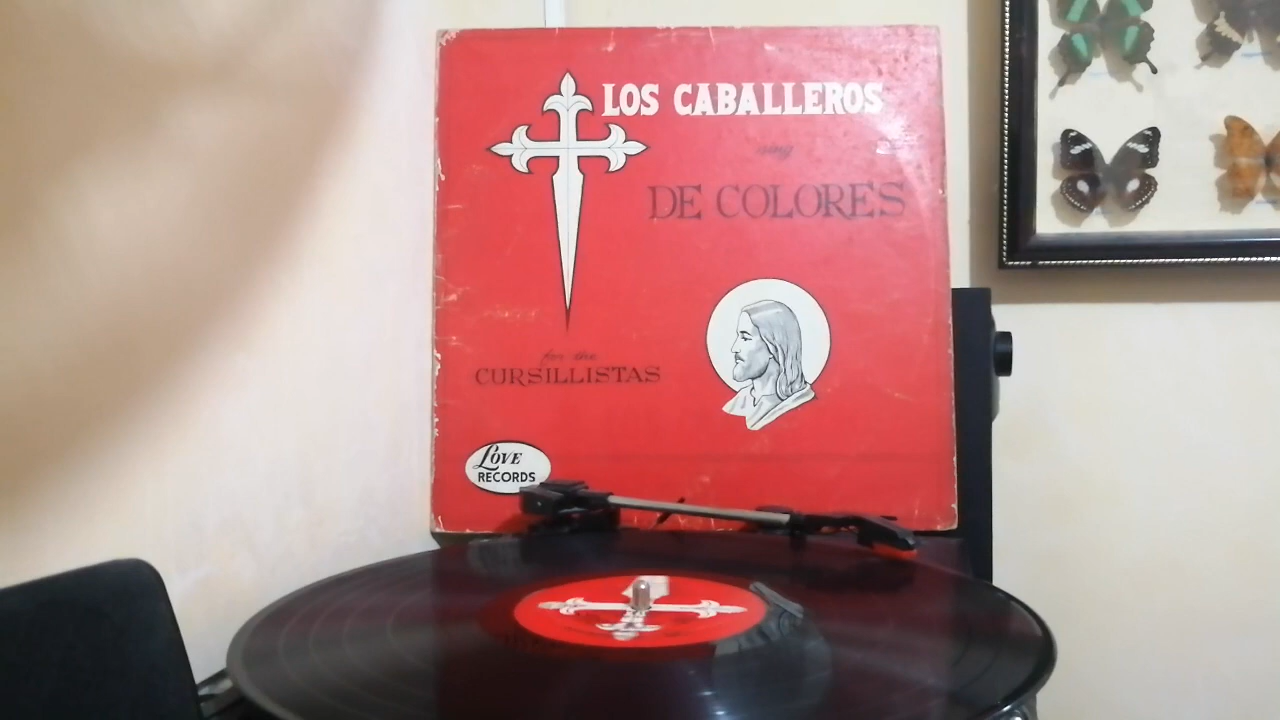 LOS CABALLEROS
sing
DE COLORES
for the
CURSILLISTAS
Love
RECORDS